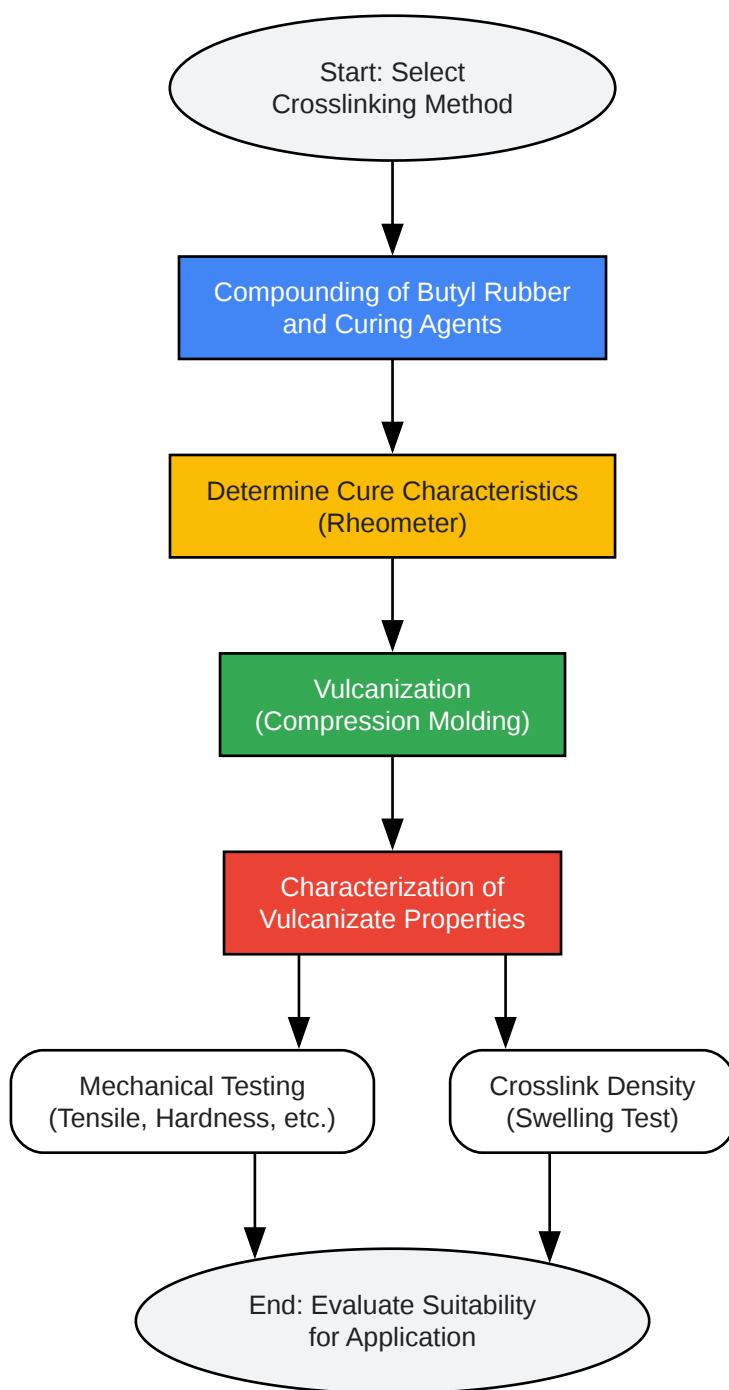 Start: Select
Crosslinking Method
Compounding of Butyl Rubber
and Curing Agents
Determine Cure Characteristics
(Rheometer)
Vulcanization
(Compression Molding)
Characterization of
Vulcanizate Properties
Mechanical Testing
(Tensile, Hardness, etc.)
Crosslink Density
(Swelling Test)
End: Evaluate Suitability
for Application